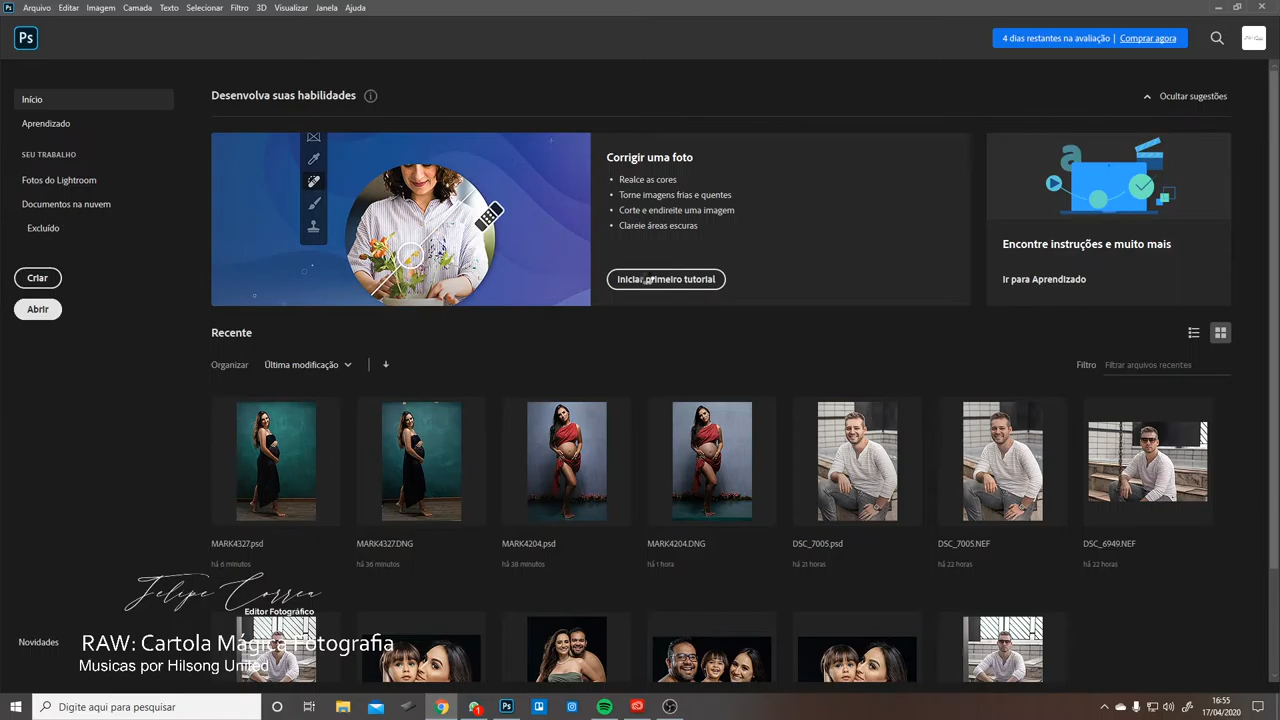 Ps Arquivo Editar Imagem Camada Texto Selecionar Filtro 3D Visualizar Janela Ajuda
Ps
4 dias restantes na avaliação | Comprar agora
Início
Aprendizado
SEU TRABALHO
Fotos do Lightroom
Documentos na nuvem
Excluído
Criar
Abrir
Novidades
Desenvolva suas habilidades
Ocultar sugestões
Corrigir uma foto
• Realce as cores
• Torne imagens frias e quentes
• Corte e endireite uma imagem
• Clareie áreas escuras
Iniciar primeiro tutorial
Encontre instruções e muito mais
Ir para Aprendizado
Recente
Organizar Última modificação
Filtro Filtrar arquivos recentes
MARK4327.psd MARK4327.DNG MARK4204.psd MARK4204.DNG DSC_7005.psd DSC_7005.NEF DSC_6949.NEF
há 6 minutos há 36 minutos há 38 minutos há 1 hora há 21 horas há 22 horas há 22 horas
Felipe Correa
Editor Fotográfico
RAW: Cartola Mágica Fotografia
Musicas por Hilsong United
Digite aqui para pesquisar
1
Ps
16:55
17/04/2020